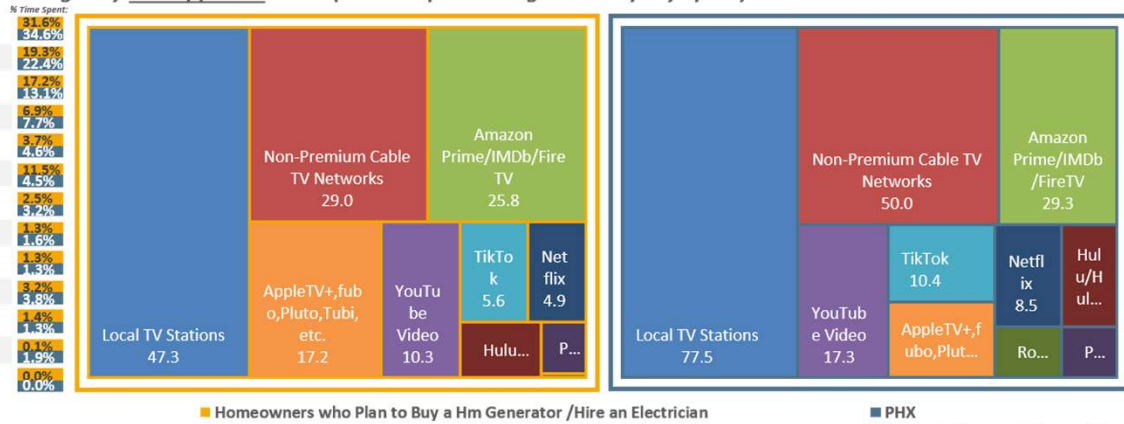 % Time Spent:
31.6%
34.6%
19.3%
22.4%
17.2%
13.1%
6.9%
7.7%
3.7%
4.6%
11.5%
4.5%
2.5%
3.2%
1.3%
1.6%
1.3%
1.3%
3.2%
3.8%
1.4%
1.3%
0.1%
1.9%
0.0%
0.0%
Local TV Stations
47.3
Non-Premium Cable
TV Networks
29.0
Amazon
Prime/IMDb/Fire
TV
25.8
AppleTV+,fub
o,Pluto,Tubi,
etc.
17.2
YouTu
be
Video
10.3
TikTo
k
5.6
Net
flix
4.9
Hulu...
P...
Local TV Stations
77.5
Non-Premium Cable TV
Networks
50.0
Amazon
Prime/IMDb
/FireTV
29.3
YouTub
e Video
17.3
TikTok
10.4
AppleTV+,f
ubo,Plut...
Netfl
ix
8.5
Hul
u/H
ul...
Ro...
P...
Homeowners who Plan to Buy a Hm Generator /Hire an Electrician
PHX